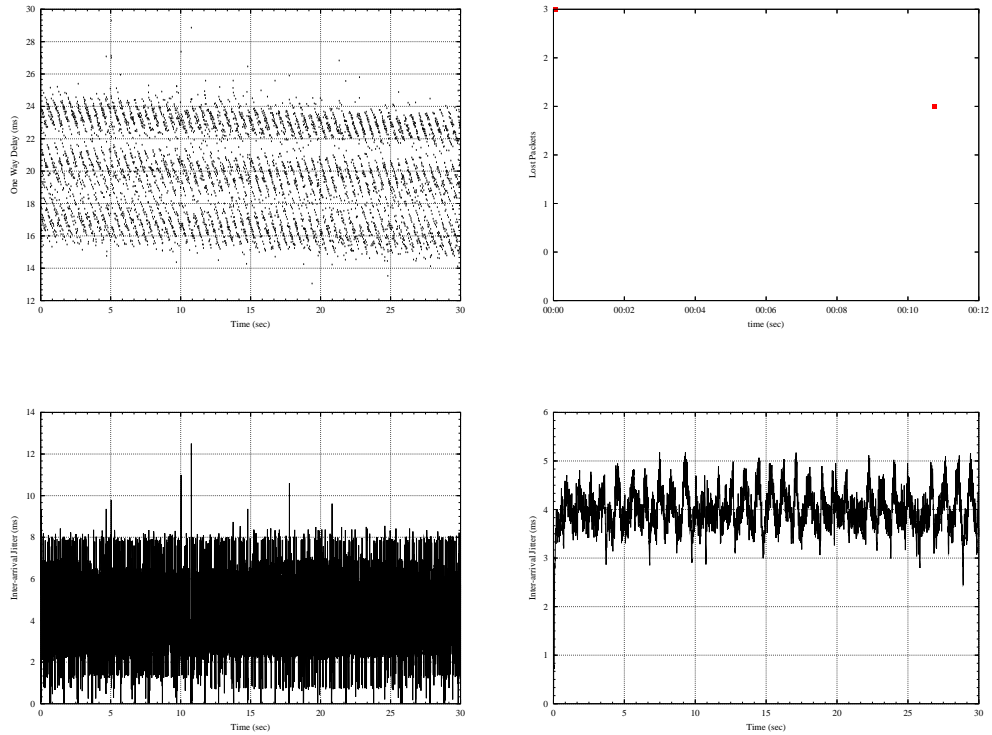 30
28
26
24
22
20
18
16
14
12
One Way Delay (ms)
0 5 10 15 20 25 30
Time (sec)
3
2
2
2
1
0
0
Lost Packets
00:00 00:02 00:04 00:06 00:08 00:10 00:12
time (sec)
14
12
10
8
6
4
2
0
Inter-arrival Jitter (ms)
0 5 10 15 20 25 30
Time (sec)
6
5
4
3
2
1
0
Inter-arrival Jitter (ms)
0 5 10 15 20 25 30
Time (sec)